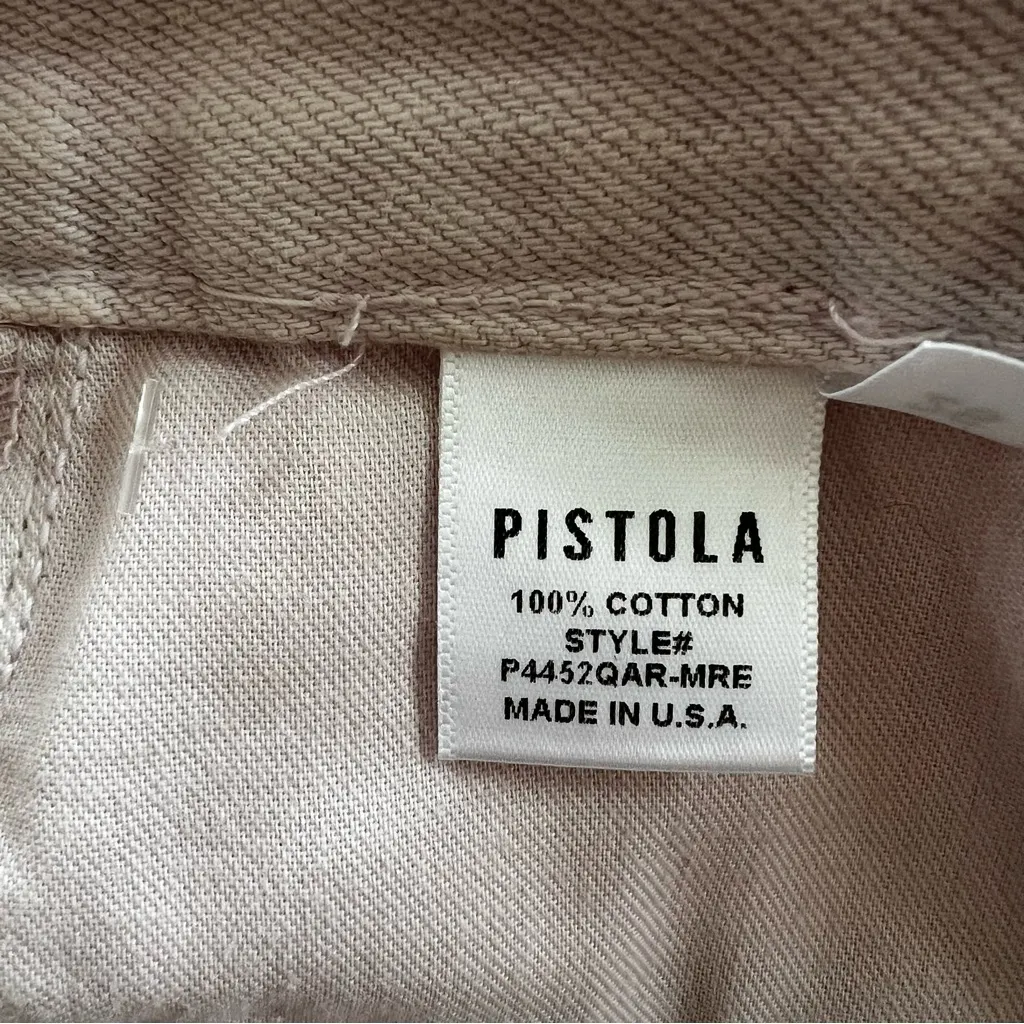 PISTOLA
100% COTTON
STYLE#
P4452QAR-MRE
MADE IN U.S.A.